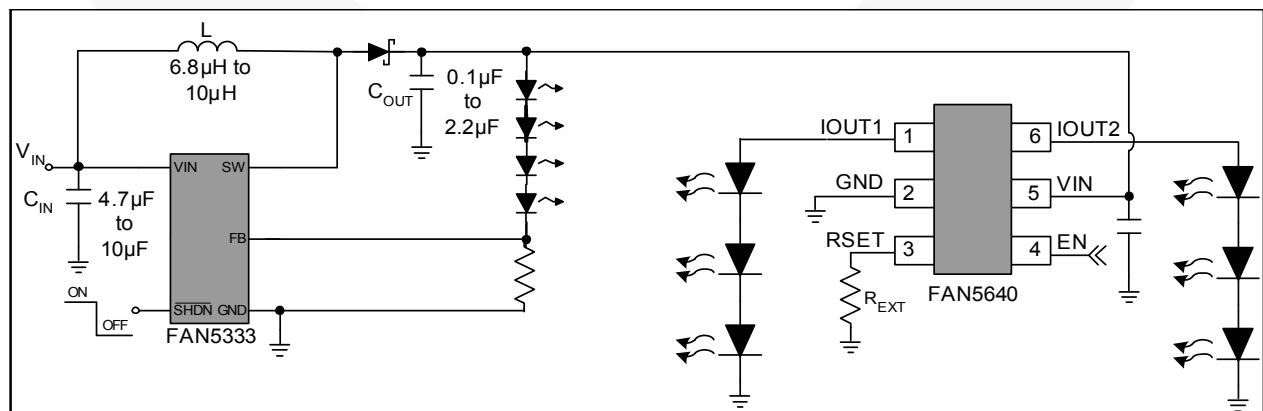 L
6.8µH to
10µH
C_OUT
0.1µF
to
2.2µF
V_IN
C_IN
4.7µF
to
10µF
VIN
SW
FB
SHDN
GND
ON
OFF
FAN5333
IOUT1
1
6
IOUT2
GND
2
5
VIN
RSET
3
4
EN
R_EXT
FAN5640